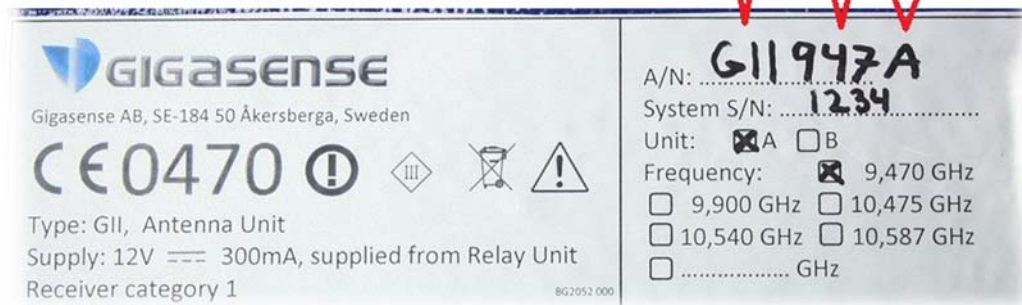 GIGASENSE
Gigasense AB, SE-184 50 Åkersberga, Sweden
CE0470
III
Type: GII, Antenna Unit
Supply: 12V 300mA, supplied from Relay Unit
Receiver category 1
BG2052 000
A/N: GII947A
System S/N: 1234
Unit: A B
Frequency: 9,470 GHz
9,900 GHz 10,475 GHz
10,540 GHz 10,587 GHz
.................. GHz